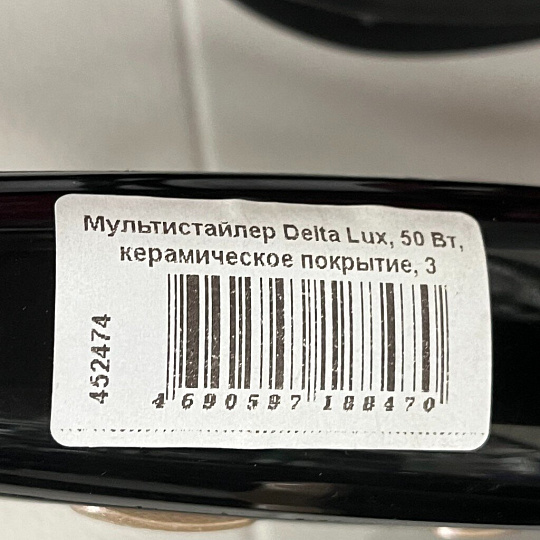 Мультистайлер Delta Lux, 50 Вт,
керамическое покрытие, 3
452474
4 690597 188470